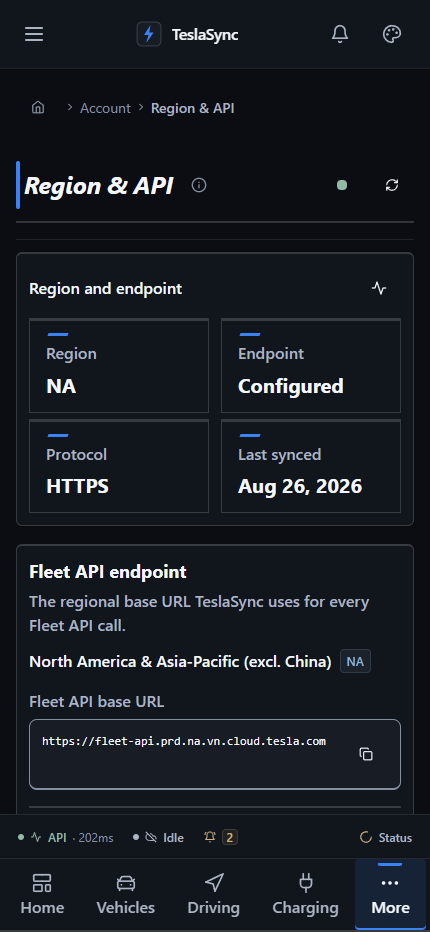 TeslaSync
Account
Region & API
Region & API
Region and endpoint
Region
NA
Endpoint
Configured
Protocol
HTTPS
Last synced
Aug 26, 2026
Fleet API endpoint
The regional base URL TeslaSync uses for every
Fleet API call.
North America & Asia-Pacific (excl. China)
NA
Fleet API base URL
https://fleet-api.prd.na.vn.cloud.tesla.com
API · 202ms
Idle
2
Status
Home
Vehicles
Driving
Charging
More